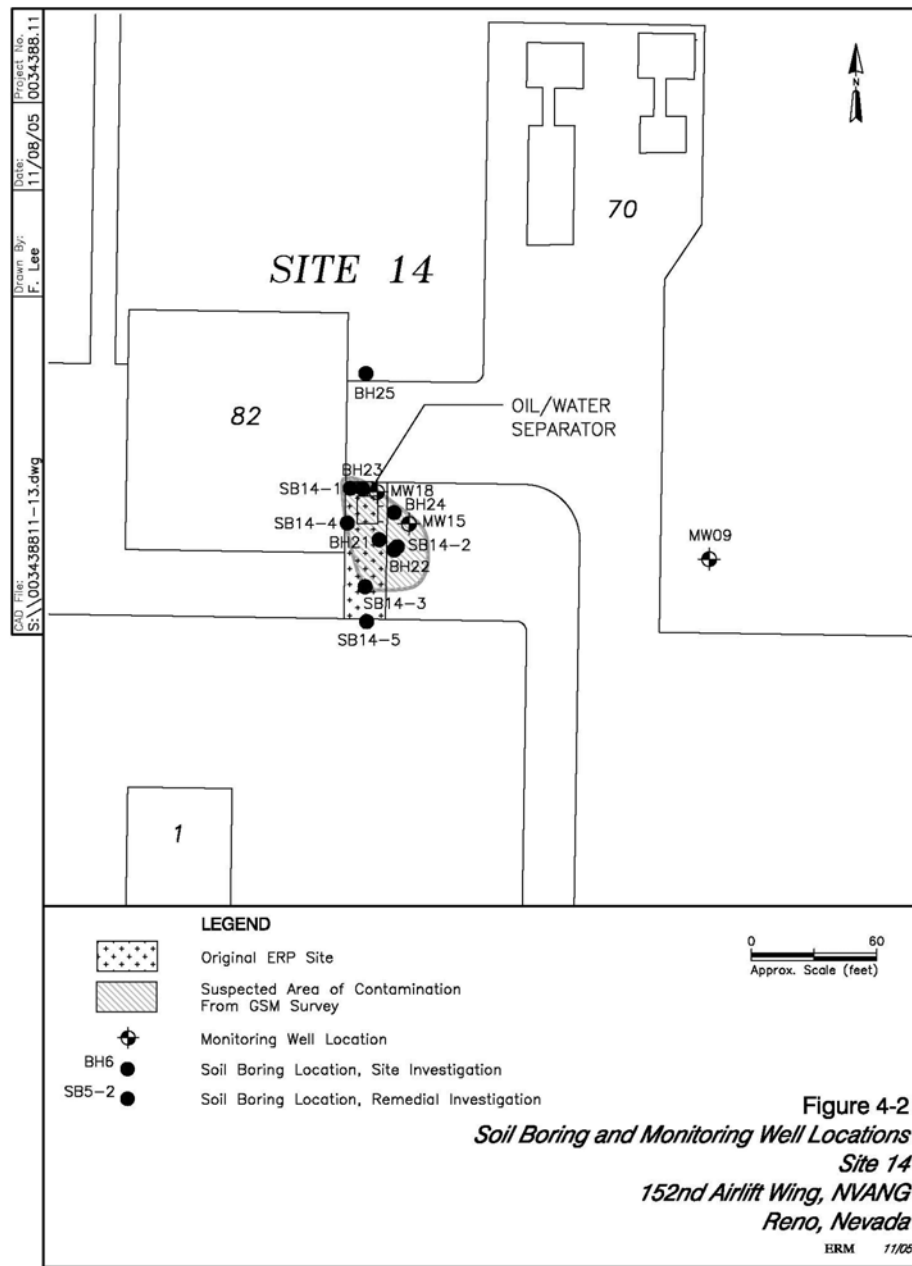 Project No.
0034388.11
Date:
11/08/05
Drawn By:
F. Lee
CAD File:
S:\\0034388 11-13.dwg
N
70
SITE 14
82
BH25
OIL/WATER
SEPARATOR
BH23
SB14-1
MW18
BH24
SB14-4
MW15
BH21
SB14-2
BH22
MW09
SB14-3
SB14-5
1
LEGEND
Original ERP Site
Suspected Area of Contamination
From GSM Survey
Monitoring Well Location
BH6
Soil Boring Location, Site Investigation
SB5-2
Soil Boring Location, Remedial Investigation
0 60
Approx. Scale (feet)
Figure 4-2
Soil Boring and Monitoring Well Locations
Site 14
152nd Airlift Wing, NVANG
Reno, Nevada
ERM 11/05